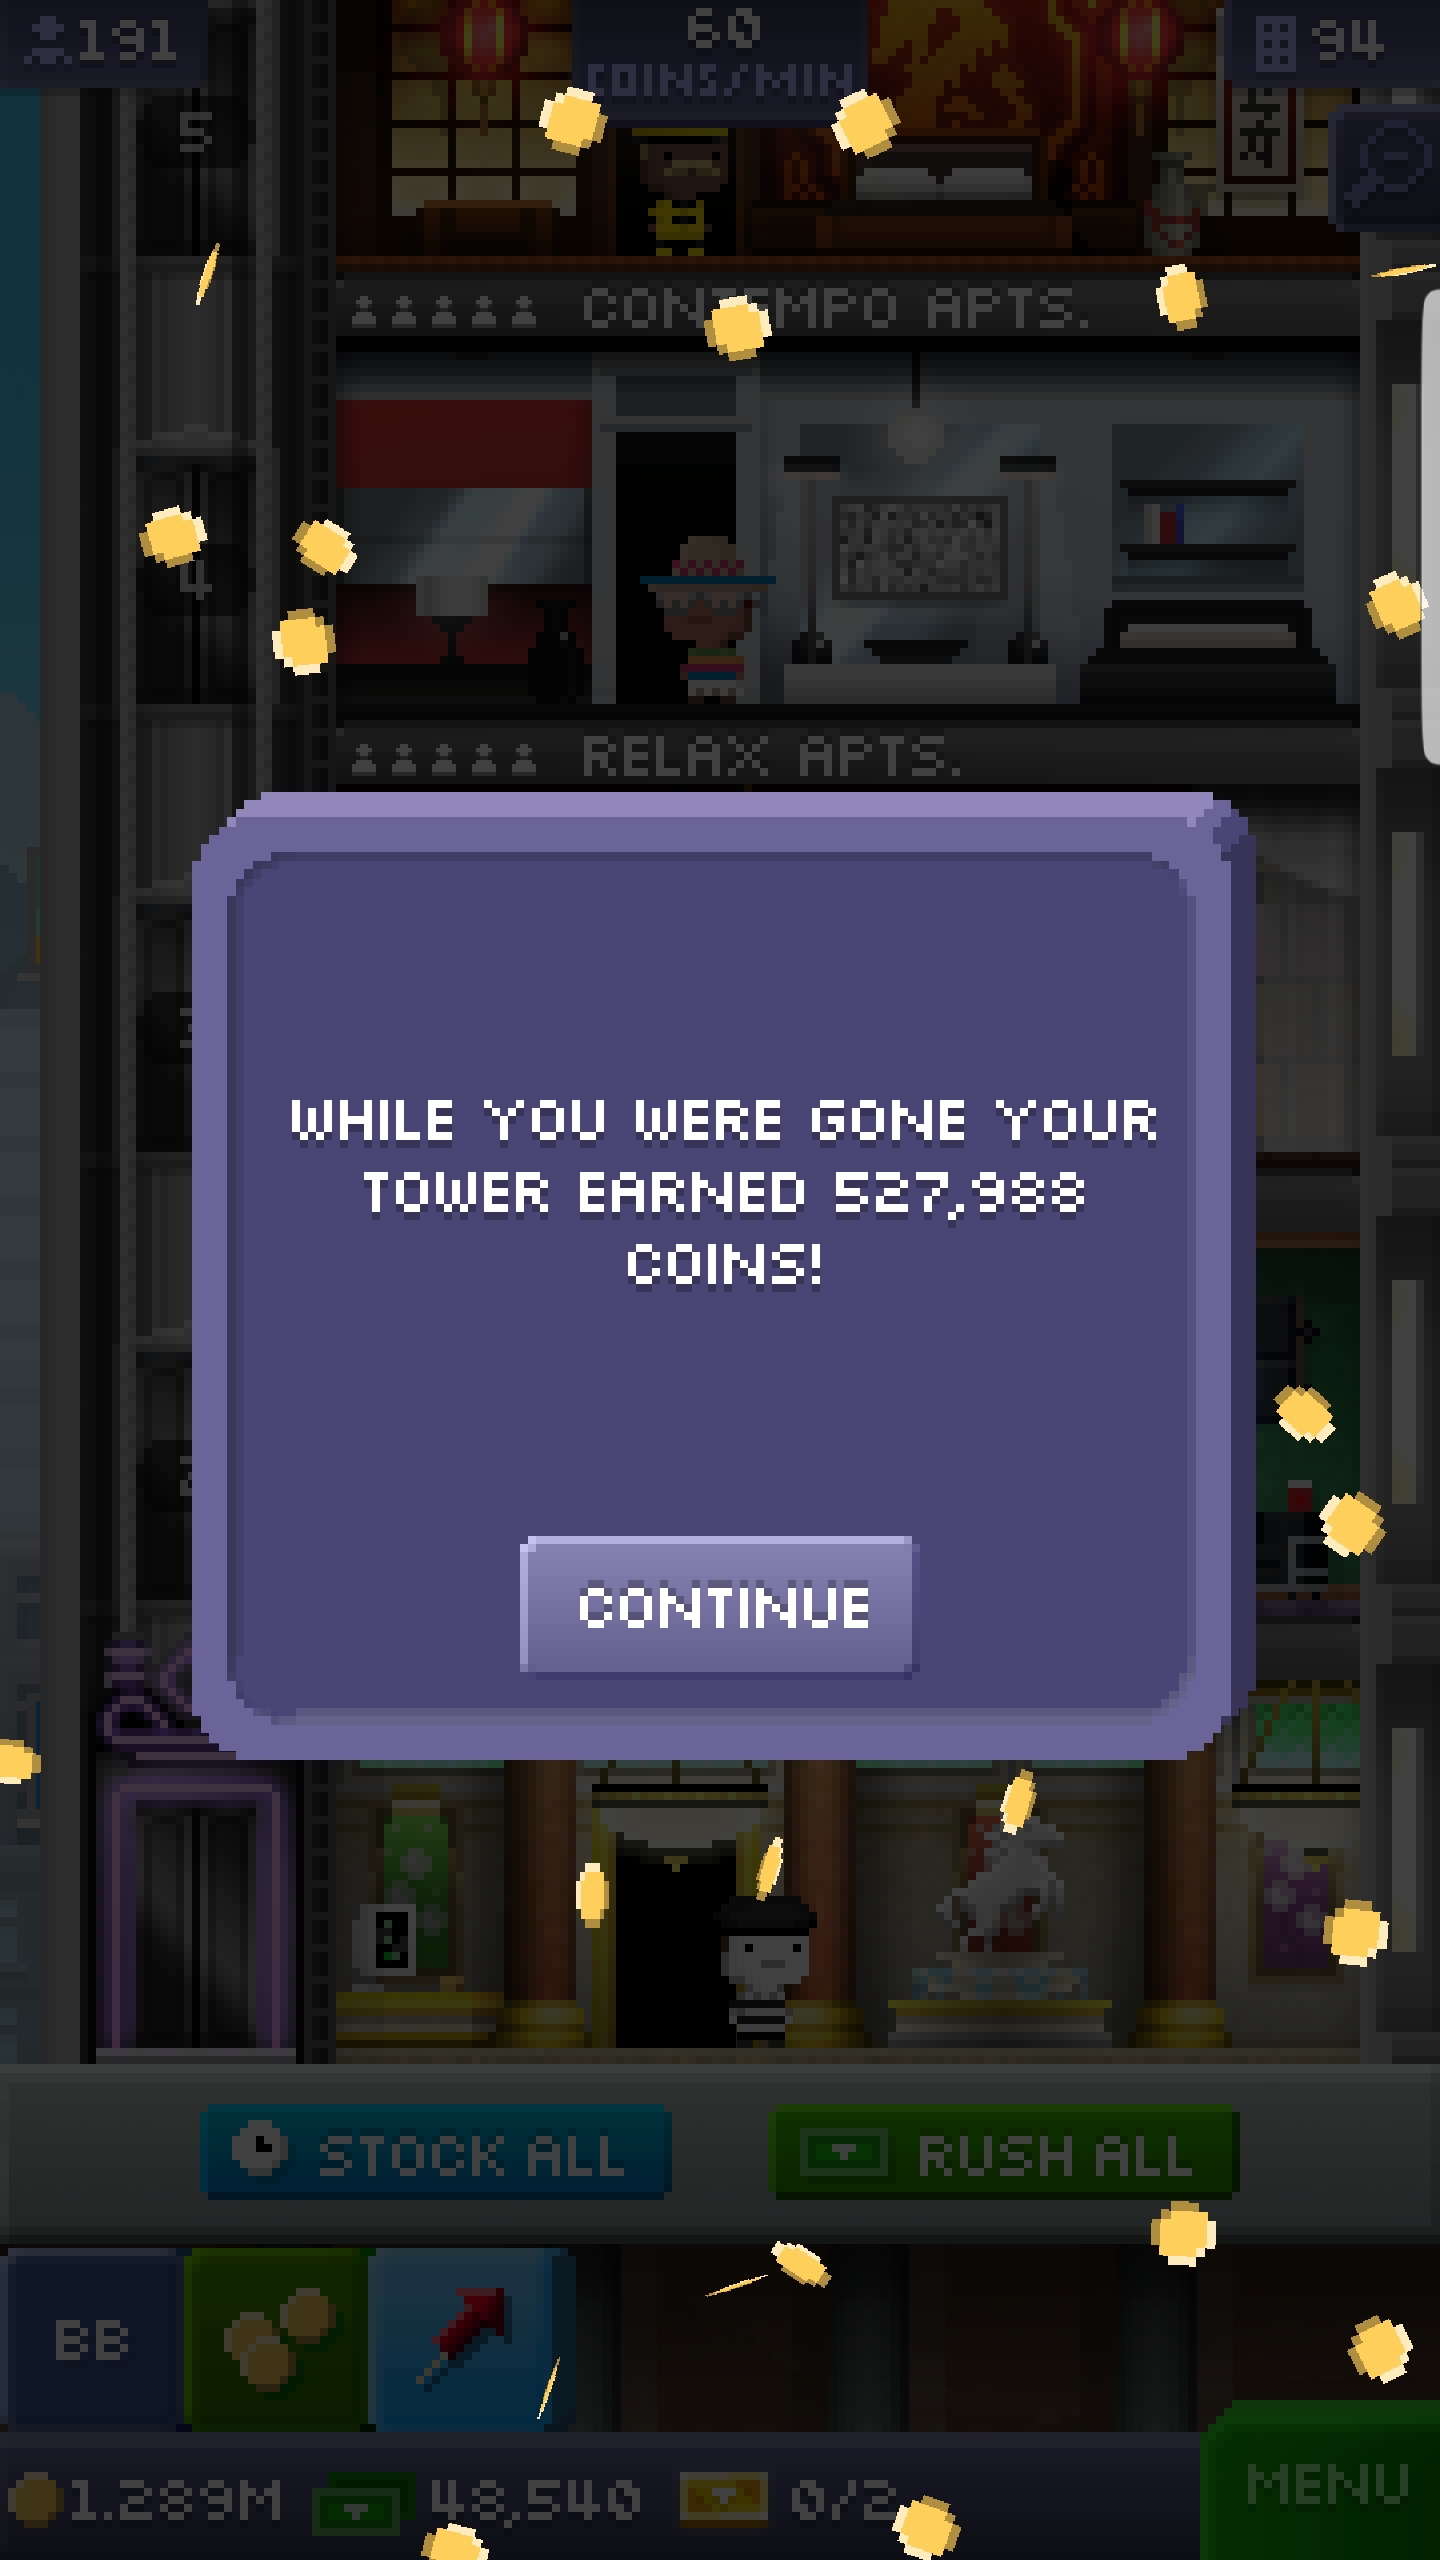 191
60
COINS/MIN
94
5
CONTEMPO APTS.
4
RELAX APTS.
WHILE YOU WERE GONE YOUR
TOWER EARNED 527,988
COINS!
CONTINUE
STOCK ALL
RUSH ALL
BB
1.289M
48,540
0/2
MENU